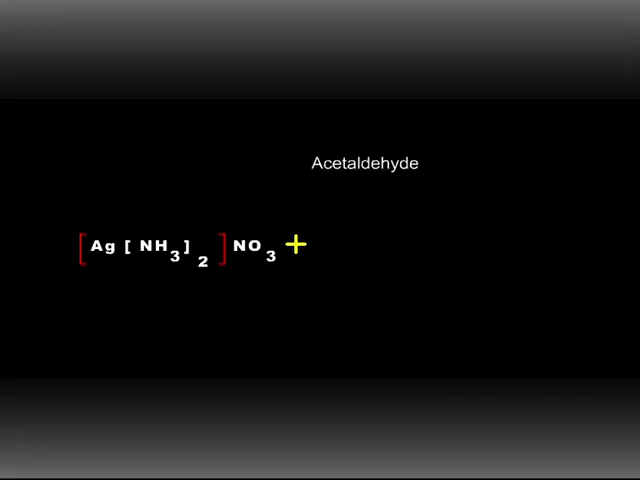 Acetaldehyde
[ Ag [ NH3 ] 2 ] NO3 +